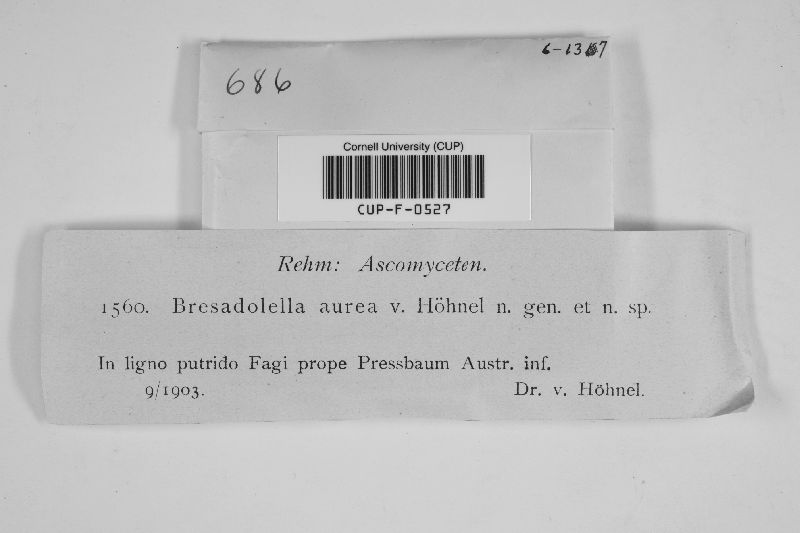 6-13 7
686
Cornell University (CUP)
CUP-F-0527
Rehm: Ascomyceten.
1560. Bresadolella aurea v. Höhnel n. gen. et n. sp.
In ligno putrido Fagi prope Pressbaum Austr. inf.
9/1903. Dr. v. Höhnel.